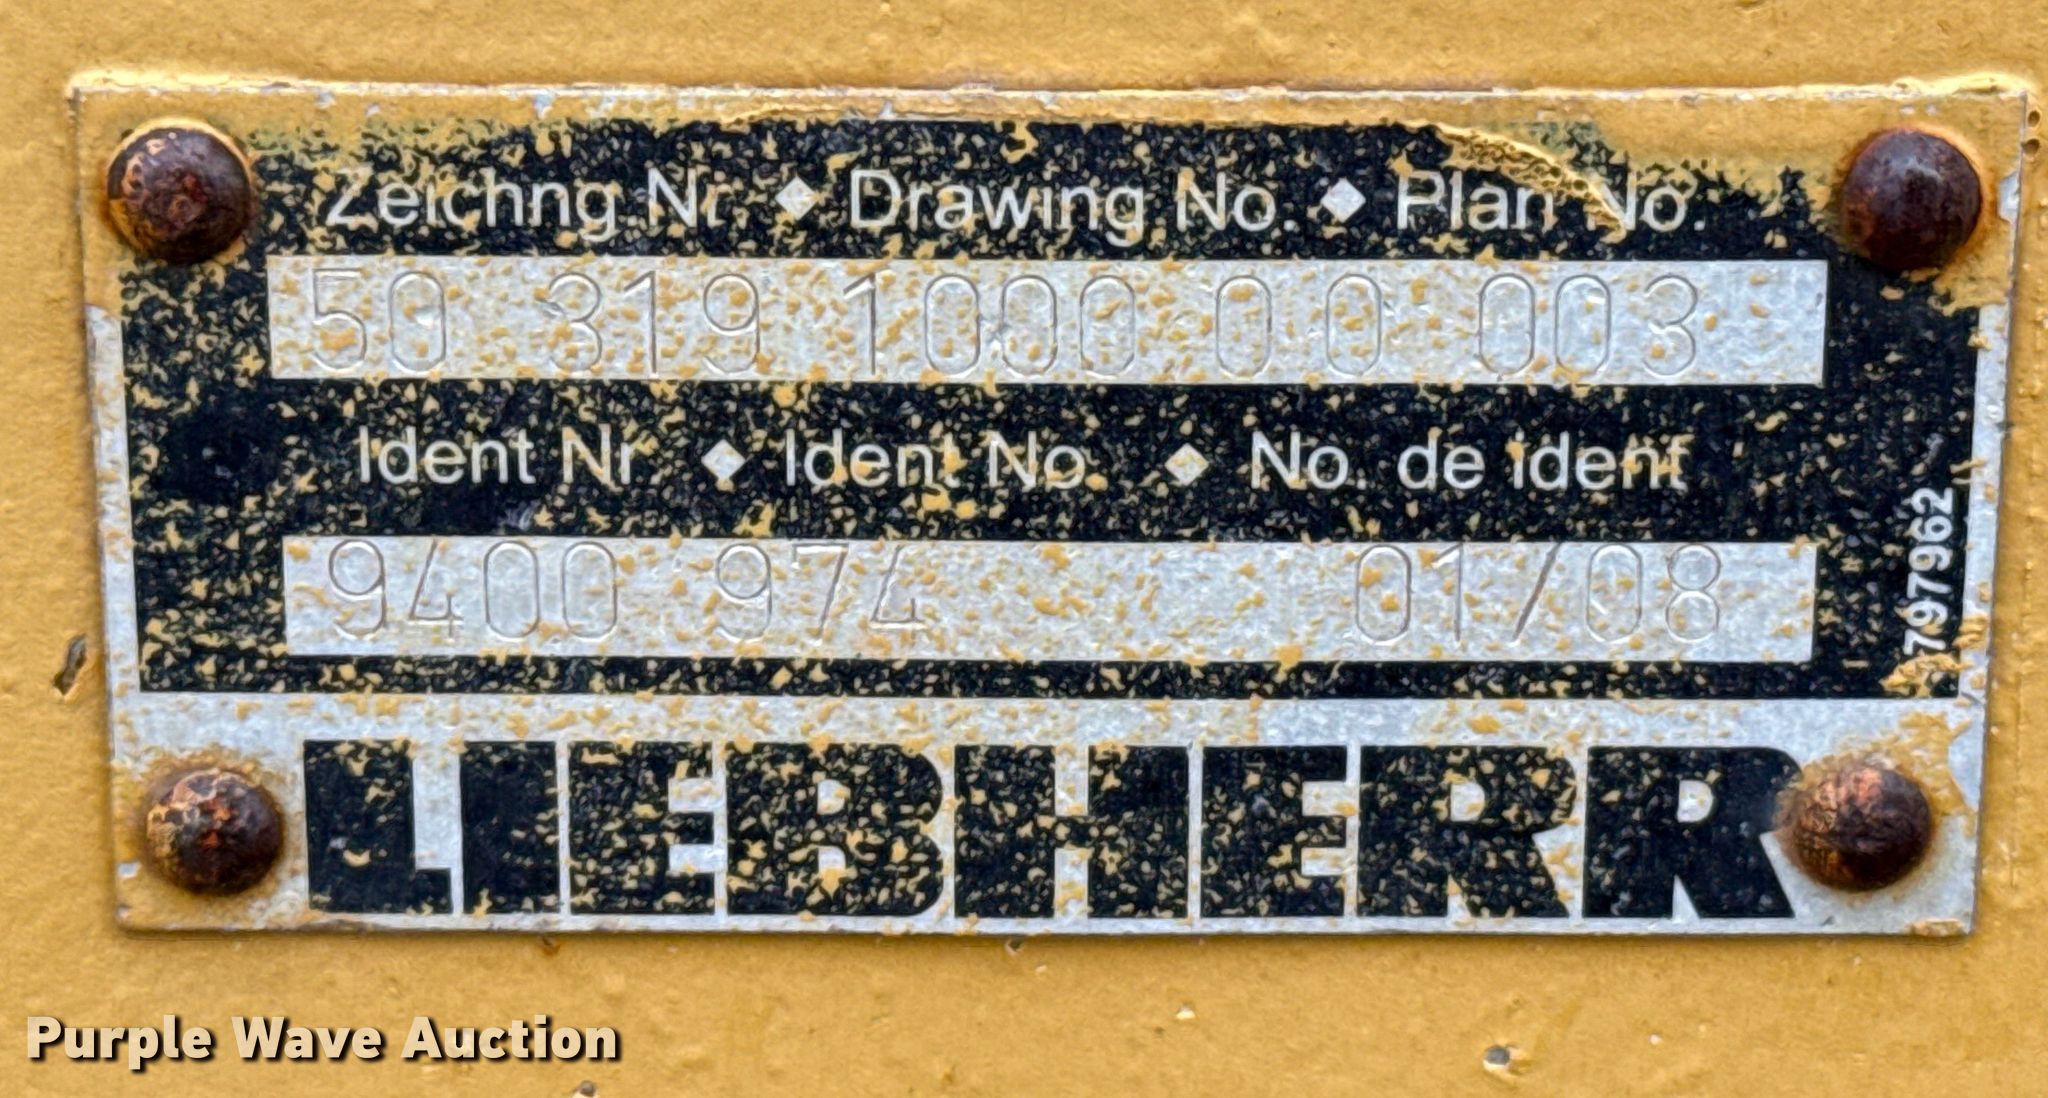 Zeichng Nr. ◆ Drawing No. ◆ Plan No.
50 319 1000 0 0 003
Ident Nr. ◆ Ident No. ◆ No. de ident
9400 974 01/08
797962
LIEBHERR
Purple Wave Auction